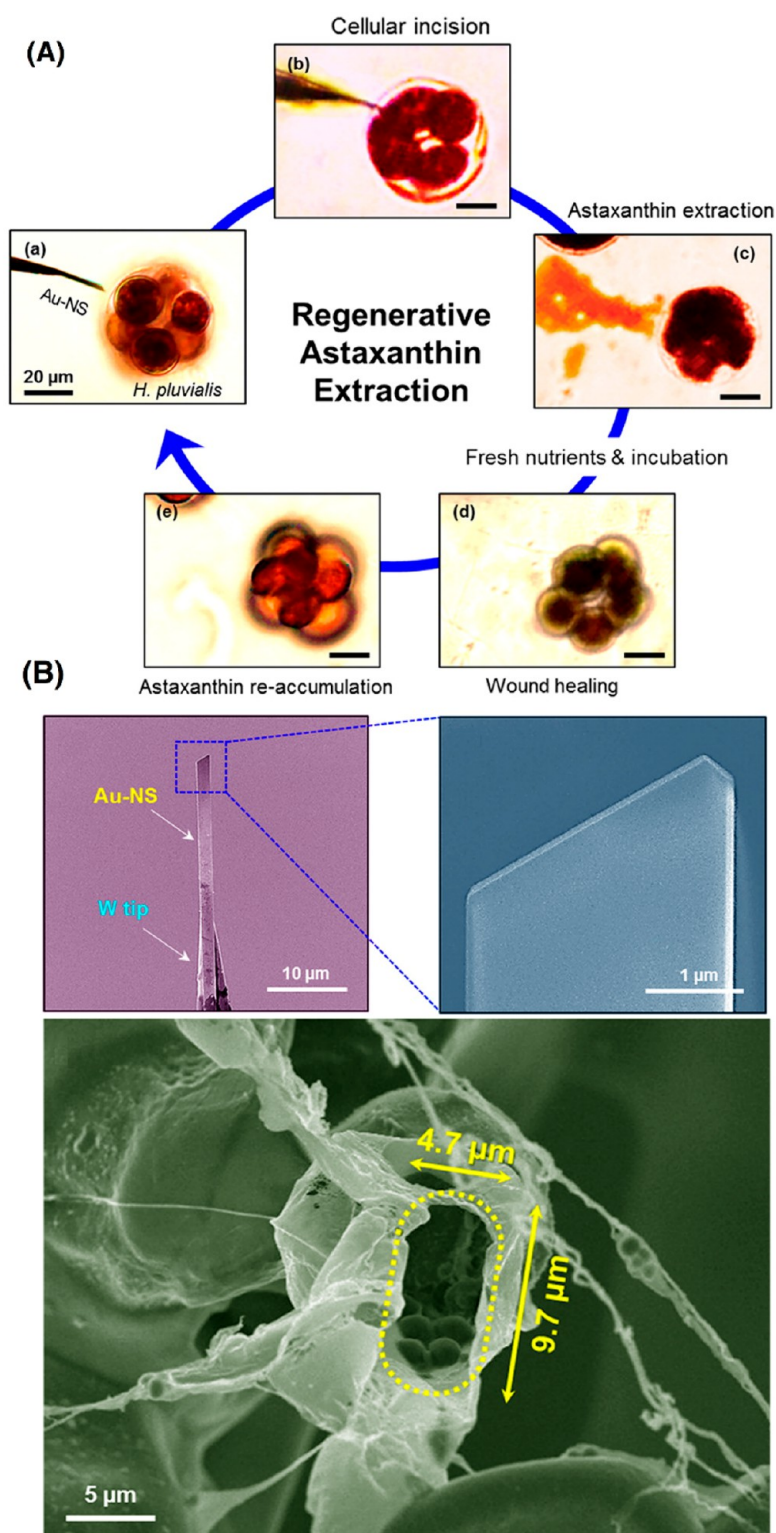 (A)
Cellular incision
(b)
Astaxanthin extraction
(a)
Au-NS
20 µm
H. pluvialis
Regenerative
Astaxanthin
Extraction
(c)
Fresh nutrients & incubation
(e)
(d)
Astaxanthin re-accumulation
Wound healing
(B)
Au-NS
W tip
10 µm
1 µm
4.7 µm
9.7 µm
5 µm